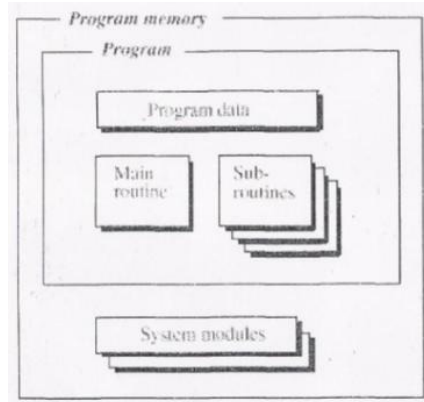 Program memory
Program
Program data
Main
routine
Sub-
routines
System modules